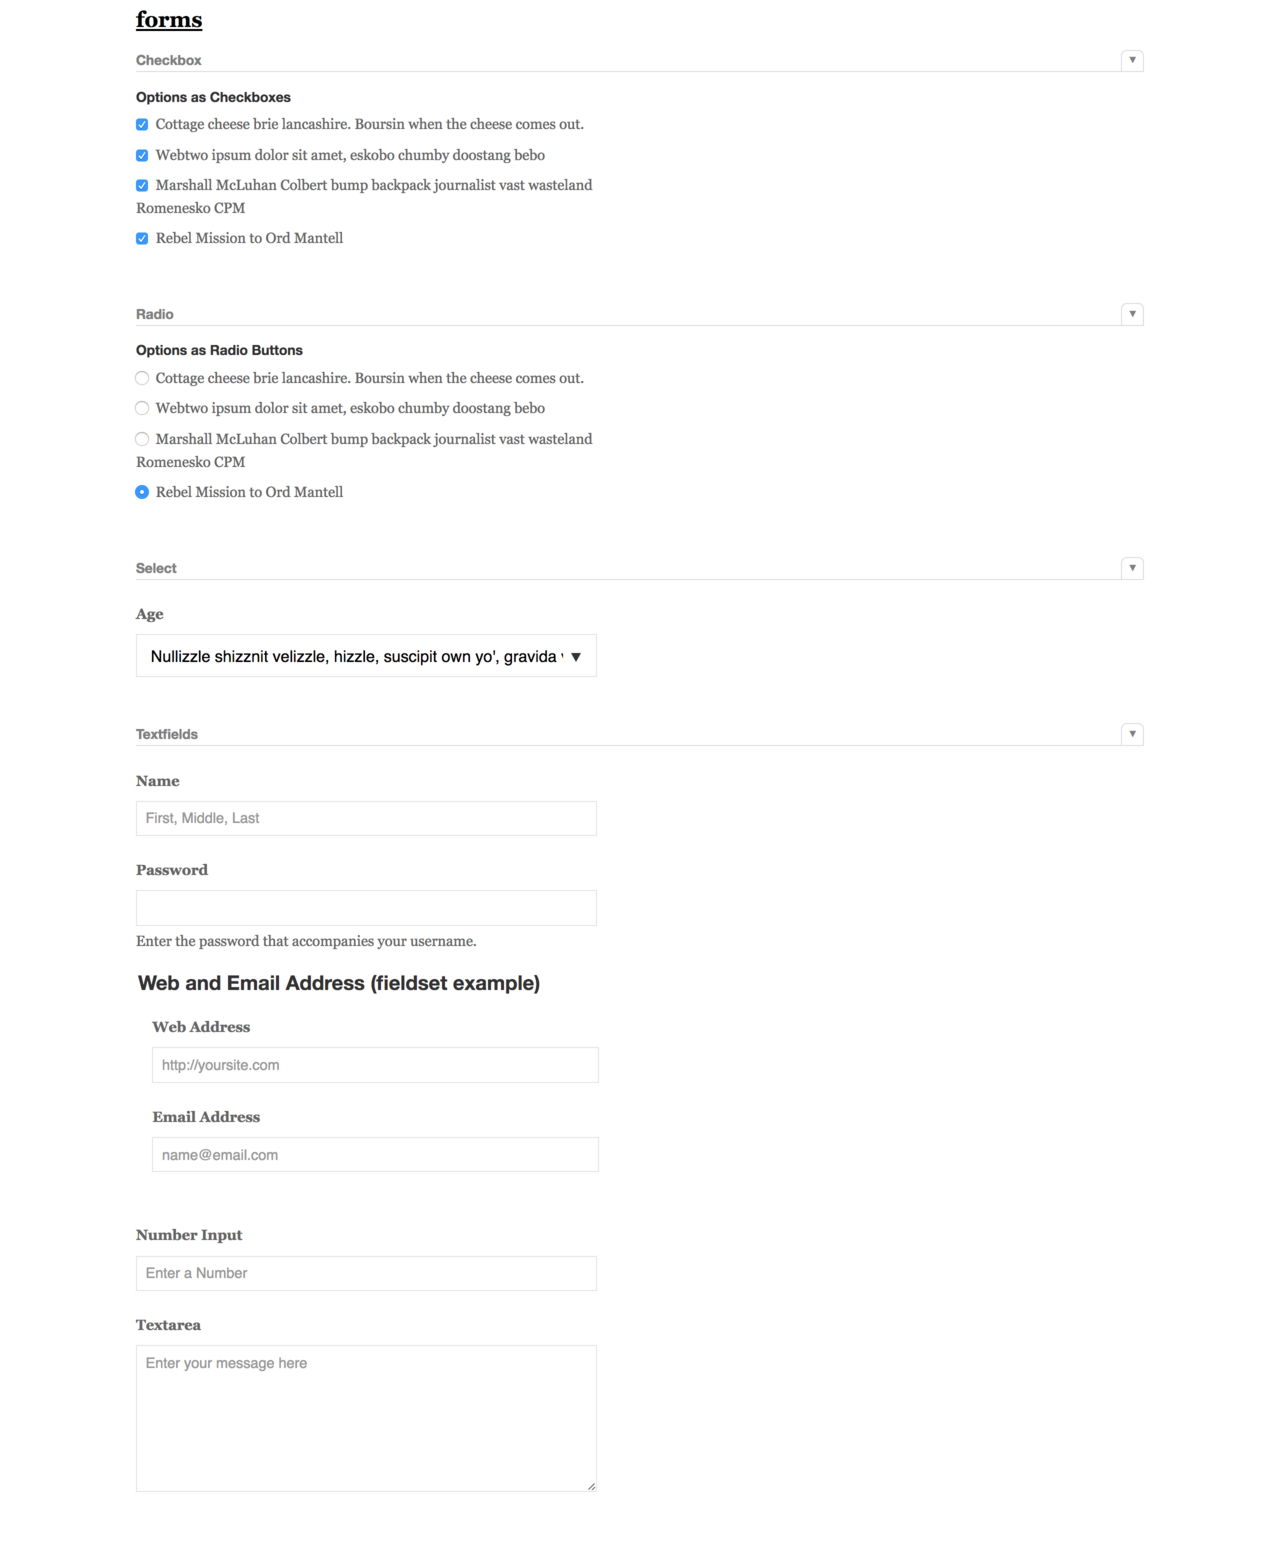 forms
Checkbox
Options as Checkboxes
Cottage cheese brie lancashire. Boursin when the cheese comes out.
Webtwo ipsum dolor sit amet, eskobo chumby doostang bebo
Marshall McLuhan Colbert bump backpack journalist vast wasteland
Romenesko CPM
Rebel Mission to Ord Mantell
Radio
Options as Radio Buttons
Cottage cheese brie lancashire. Boursin when the cheese comes out.
Webtwo ipsum dolor sit amet, eskobo chumby doostang bebo
Marshall McLuhan Colbert bump backpack journalist vast wasteland
Romenesko CPM
Rebel Mission to Ord Mantell
Select
Age
Nullizzle shizznit velizzle, hizzle, suscipit own yo', gravida
Textfields
Name
First, Middle, Last
Password
Enter the password that accompanies your username.
Web and Email Address (fieldset example)
Web Address
http://yoursite.com
Email Address
name@email.com
Number Input
Enter a Number
Textarea
Enter your message here